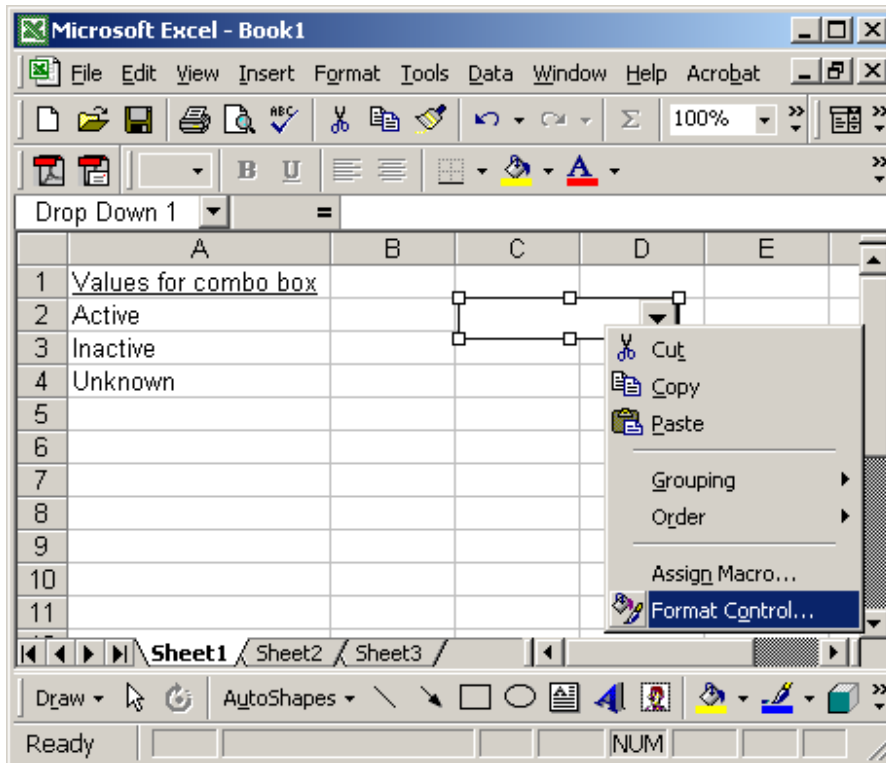 Microsoft Excel - Book1
File Edit View Insert Format Tools Data Window Help Acrobat
ABC Σ 100%
B U A
Drop Down 1 =
A B C D E
1 Values for combo box
2 Active
3 Inactive
4 Unknown
5
6
7
8
9
10
11
Cut
Copy
Paste
Grouping
Order
Assign Macro...
Format Control...
Sheet1 Sheet2 Sheet3
Draw AutoShapes
Ready NUM